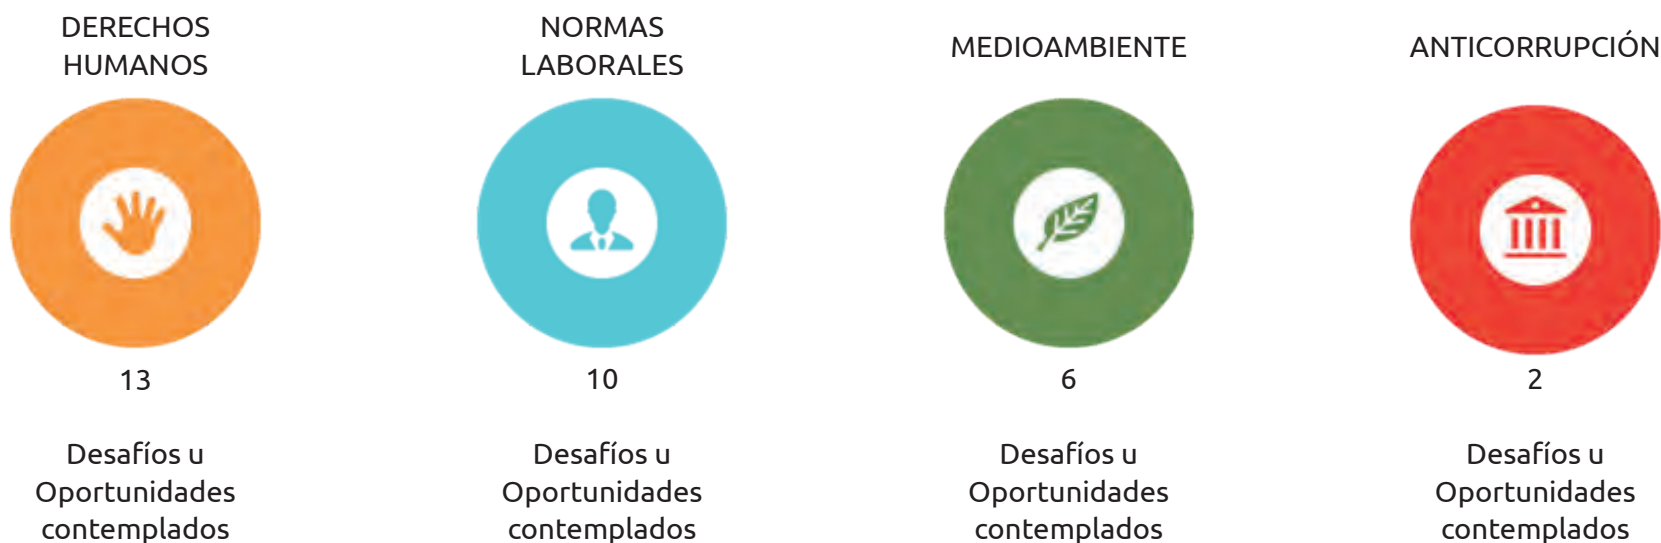 DERECHOS
HUMANOS
13
Desafíos u
Oportunidades
contemplados
NORMAS
LABORALES
10
Desafíos u
Oportunidades
contemplados
MEDIOAMBIENTE
6
Desafíos u
Oportunidades
contemplados
ANTICORRUPCIÓN
2
Desafíos u
Oportunidades
contemplados